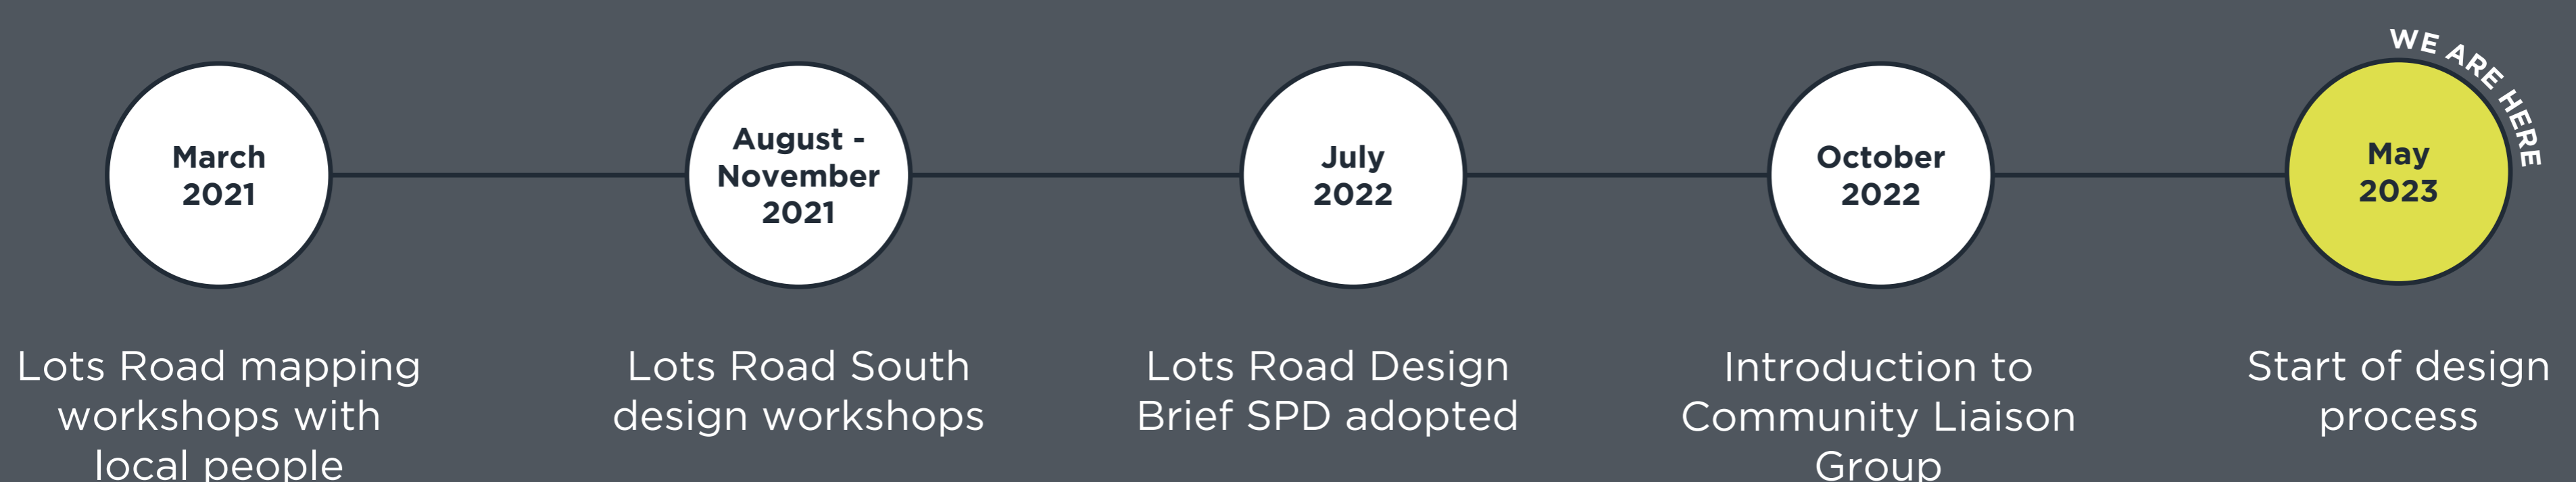 March
2021
August -
November
2021
July
2022
October
2022
WE ARE HERE
May
2023
Lots Road mapping
workshops with
local people
Lots Road South
design workshops
Lots Road Design
Brief SPD adopted
Introduction to
Community Liaison
Group
Start of design
process